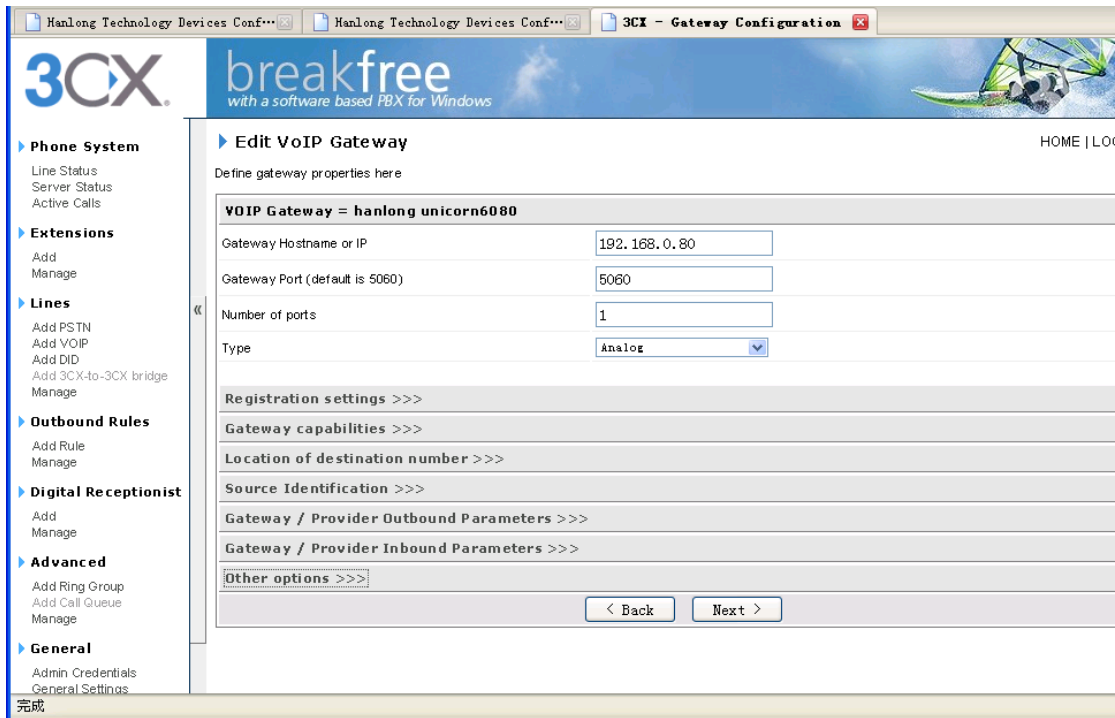 Hanlong Technology Devices Conf…
Hanlong Technology Devices Conf…
3CX - Gateway Configuration
3CX.
breakfree
with a software based PBX for Windows
Phone System
Line Status
Server Status
Active Calls
Extensions
Add
Manage
Lines
Add PSTN
Add VOIP
Add DID
Add 3CX-to-3CX bridge
Manage
Outbound Rules
Add Rule
Manage
Digital Receptionist
Add
Manage
Advanced
Add Ring Group
Add Call Queue
Manage
General
Admin Credentials
General Settings
«
Edit VoIP Gateway
HOME | LO
Define gateway properties here
VOIP Gateway = hanlong unicorn6080
Gateway Hostname or IP 192.168.0.80
Gateway Port (default is 5060) 5060
Number of ports 1
Type Analog
Registration settings >>>
Gateway capabilities >>>
Location of destination number >>>
Source Identification >>>
Gateway / Provider Outbound Parameters >>>
Gateway / Provider Inbound Parameters >>>
Other options >>>
< Back Next >
完成